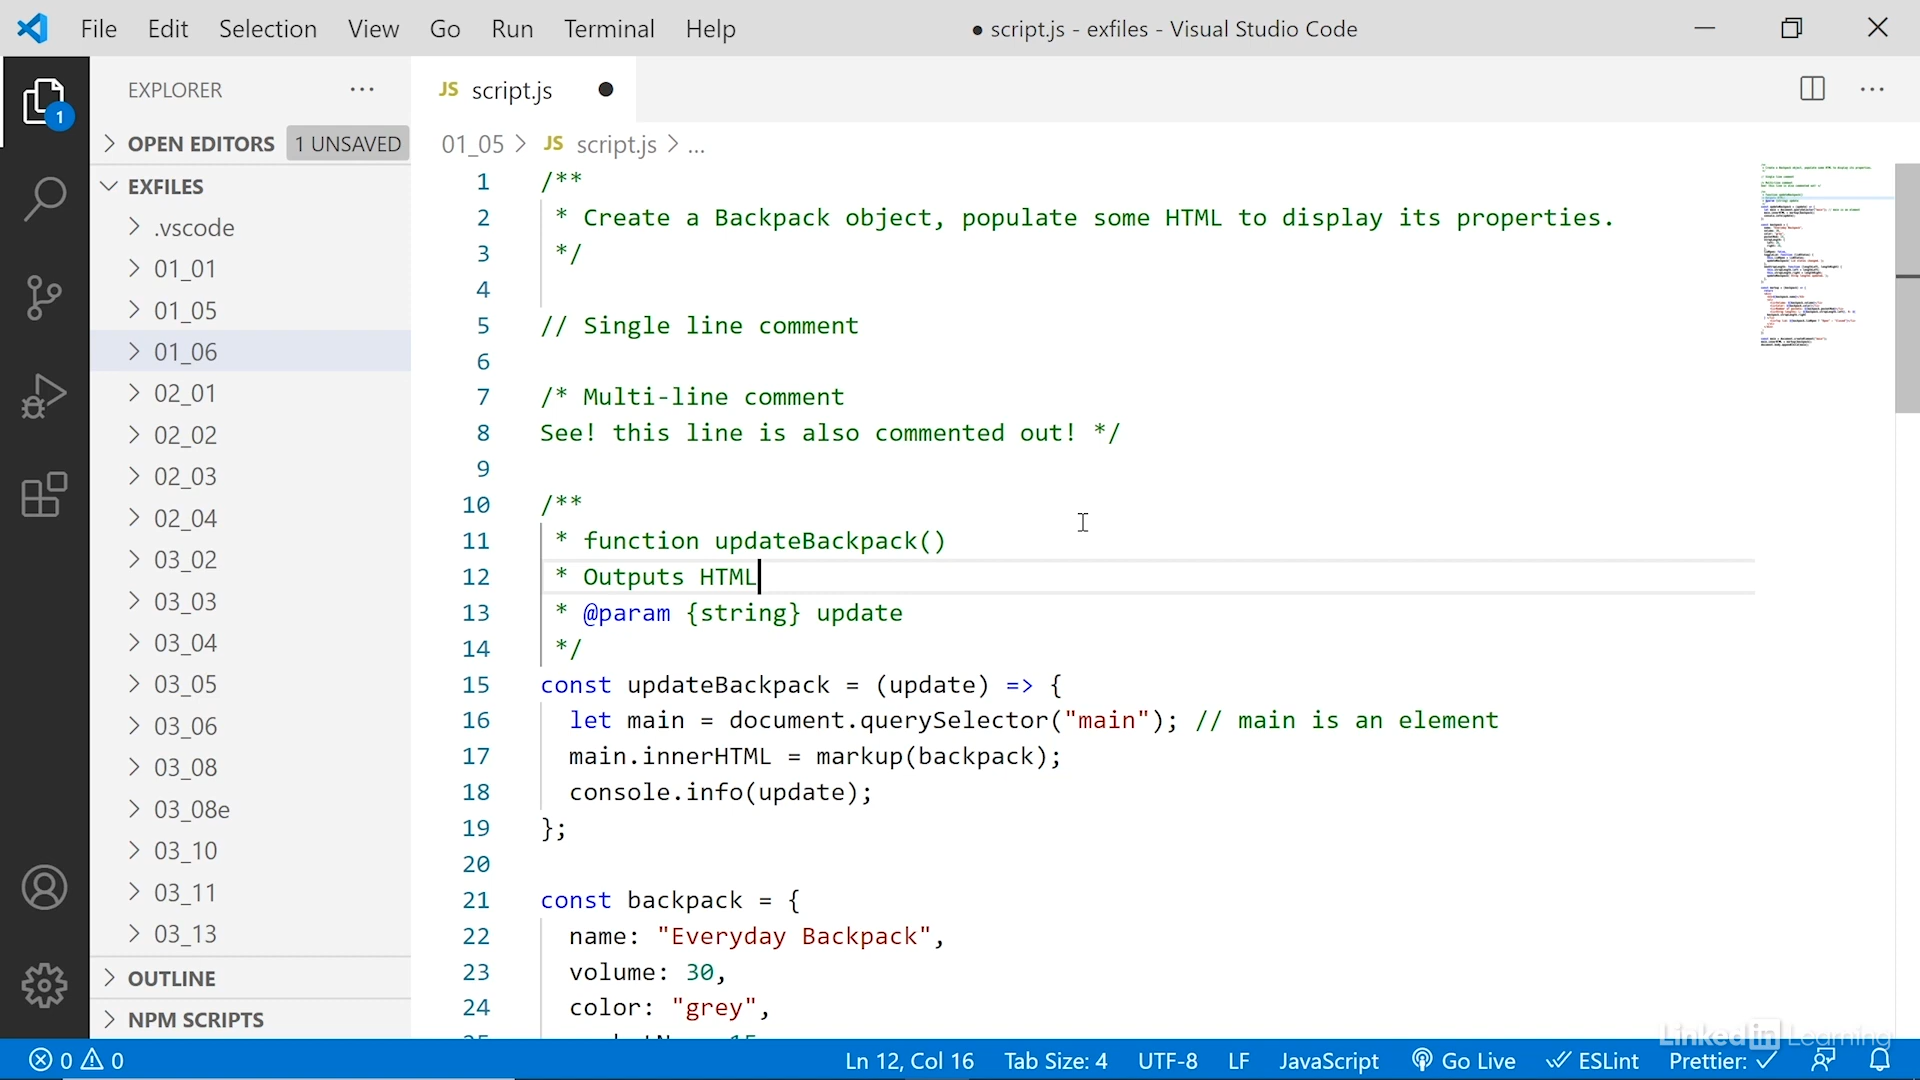 File Edit Selection View Go Run Terminal Help
● script.js - exfiles - Visual Studio Code
1
EXPLORER
OPEN EDITORS 1 UNSAVED
EXFILES
.vscode
01_01
01_05
01_06
02_01
02_02
02_03
02_04
03_02
03_03
03_04
03_05
03_06
03_08
03_08e
03_10
03_11
03_13
OUTLINE
NPM SCRIPTS
JS script.js
01_05 > JS script.js > ...
1 /**
2 * Create a Backpack object, populate some HTML to display its properties.
3 */
4
5 // Single line comment
6
7 /* Multi-line comment
8 See! this line is also commented out! */
9
10 /**
11 * function updateBackpack()
12 * Outputs HTML
13 * @param {string} update
14 */
15 const updateBackpack = (update) => {
16 let main = document.querySelector("main"); // main is an element
17 main.innerHTML = markup(backpack);
18 console.info(update);
19 };
20
21 const backpack = {
22 name: "Everyday Backpack",
23 volume: 30,
24 color: "grey",
LinkedIn Learning
0 0 Ln 12, Col 16 Tab Size: 4 UTF-8 LF JavaScript Go Live ESLint Prettier: ✓